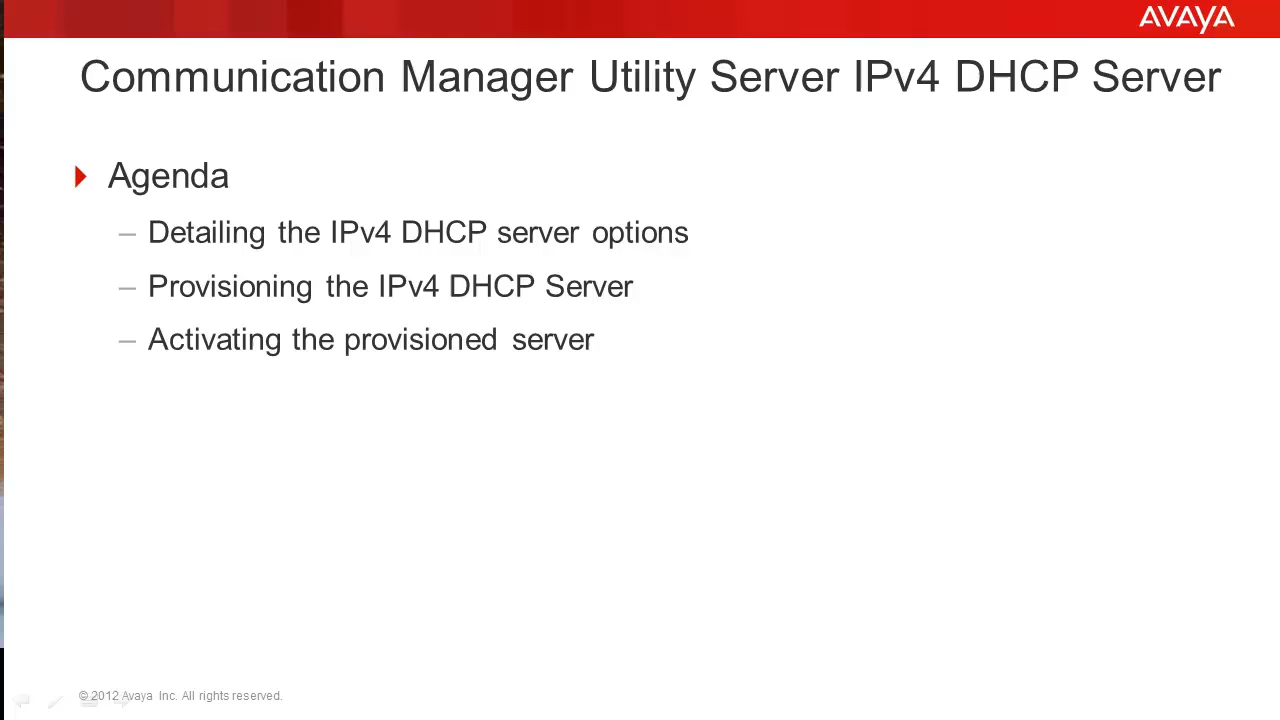 AVAYA
Communication Manager Utility Server IPv4 DHCP Server
Agenda
– Detailing the IPv4 DHCP server options
– Provisioning the IPv4 DHCP Server
– Activating the provisioned server
© 2012 Avaya Inc. All rights reserved.